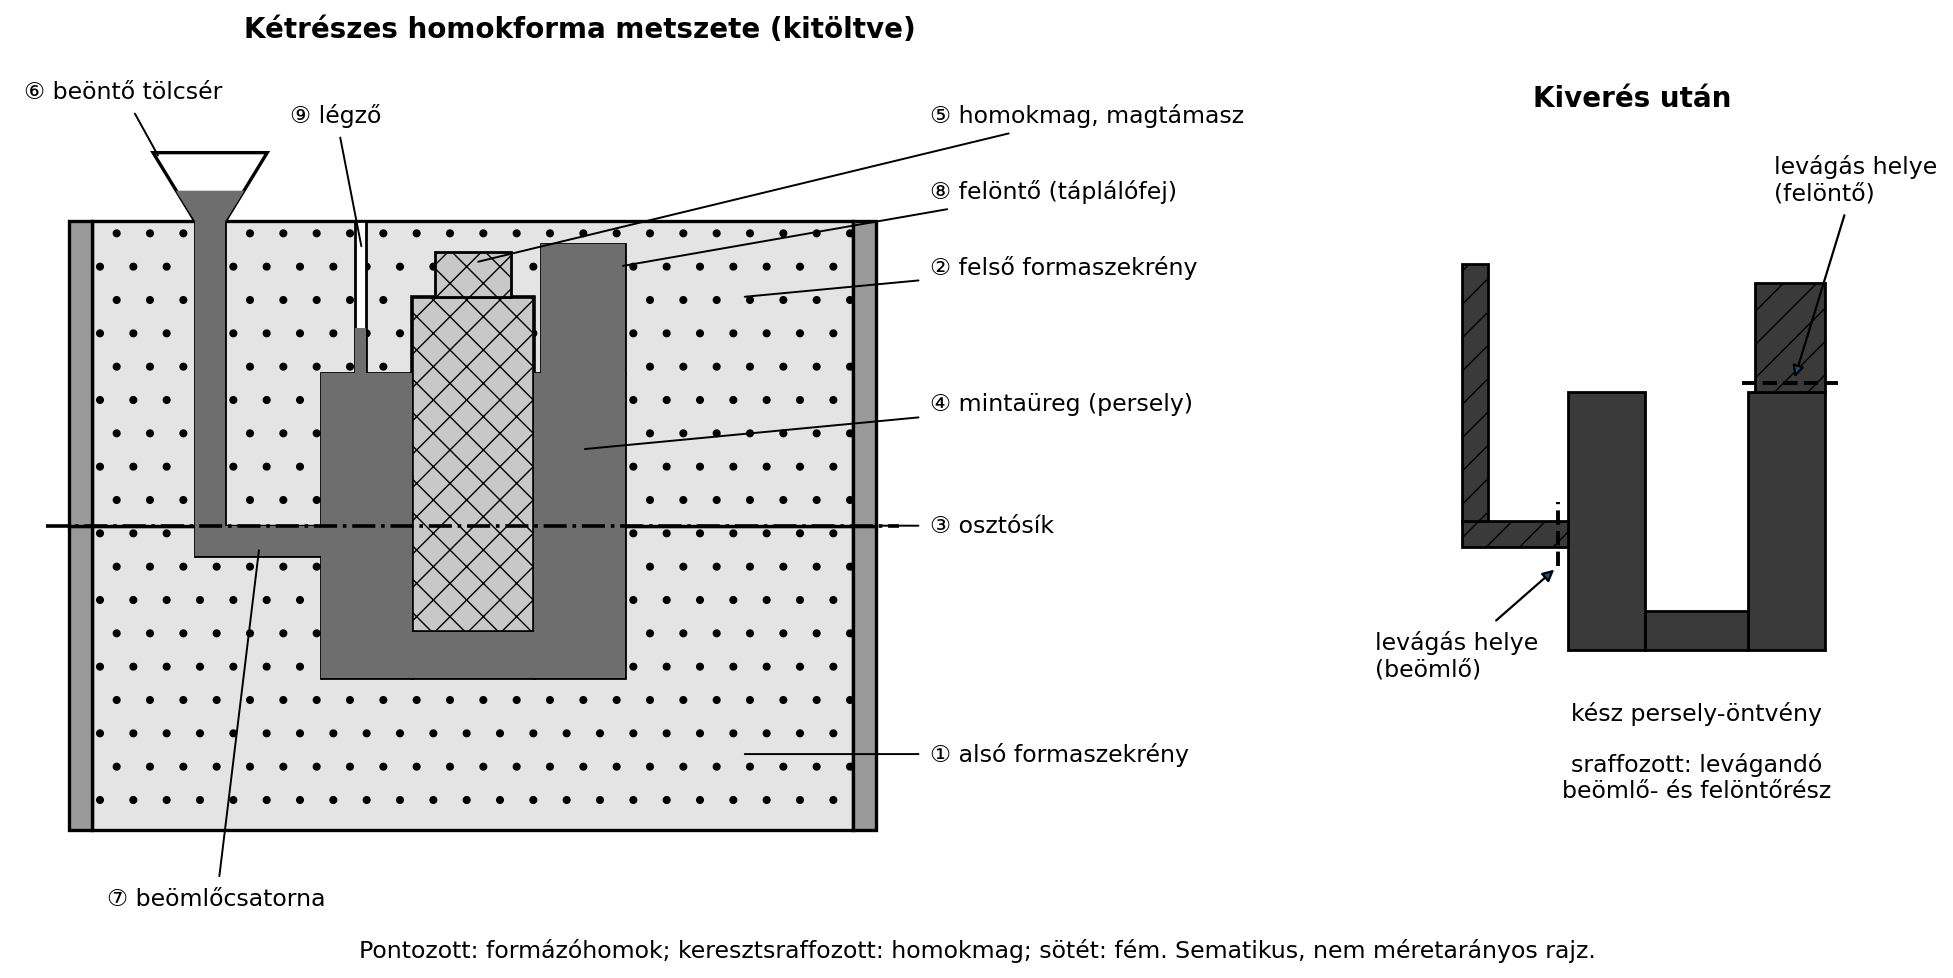 Kétrészes homokforma metszete (kitöltve)
⑥ beöntő tölcsér
⑨ légző
⑤ homokmag, magtámasz
⑧ felöntő (táplálófej)
② felső formaszekrény
④ mintaüreg (persely)
③ osztósík
① alsó formaszekrény
⑦ beömlőcsatorna
Kiverés után
levágás helye
(felöntő)
levágás helye
(beömlő)
kész persely-öntvény
sraffozott: levágandó
beömlő- és felöntőrész
Pontozott: formázóhomok; keresztsraffozott: homokmag; sötét: fém. Sematikus, nem méretarányos rajz.